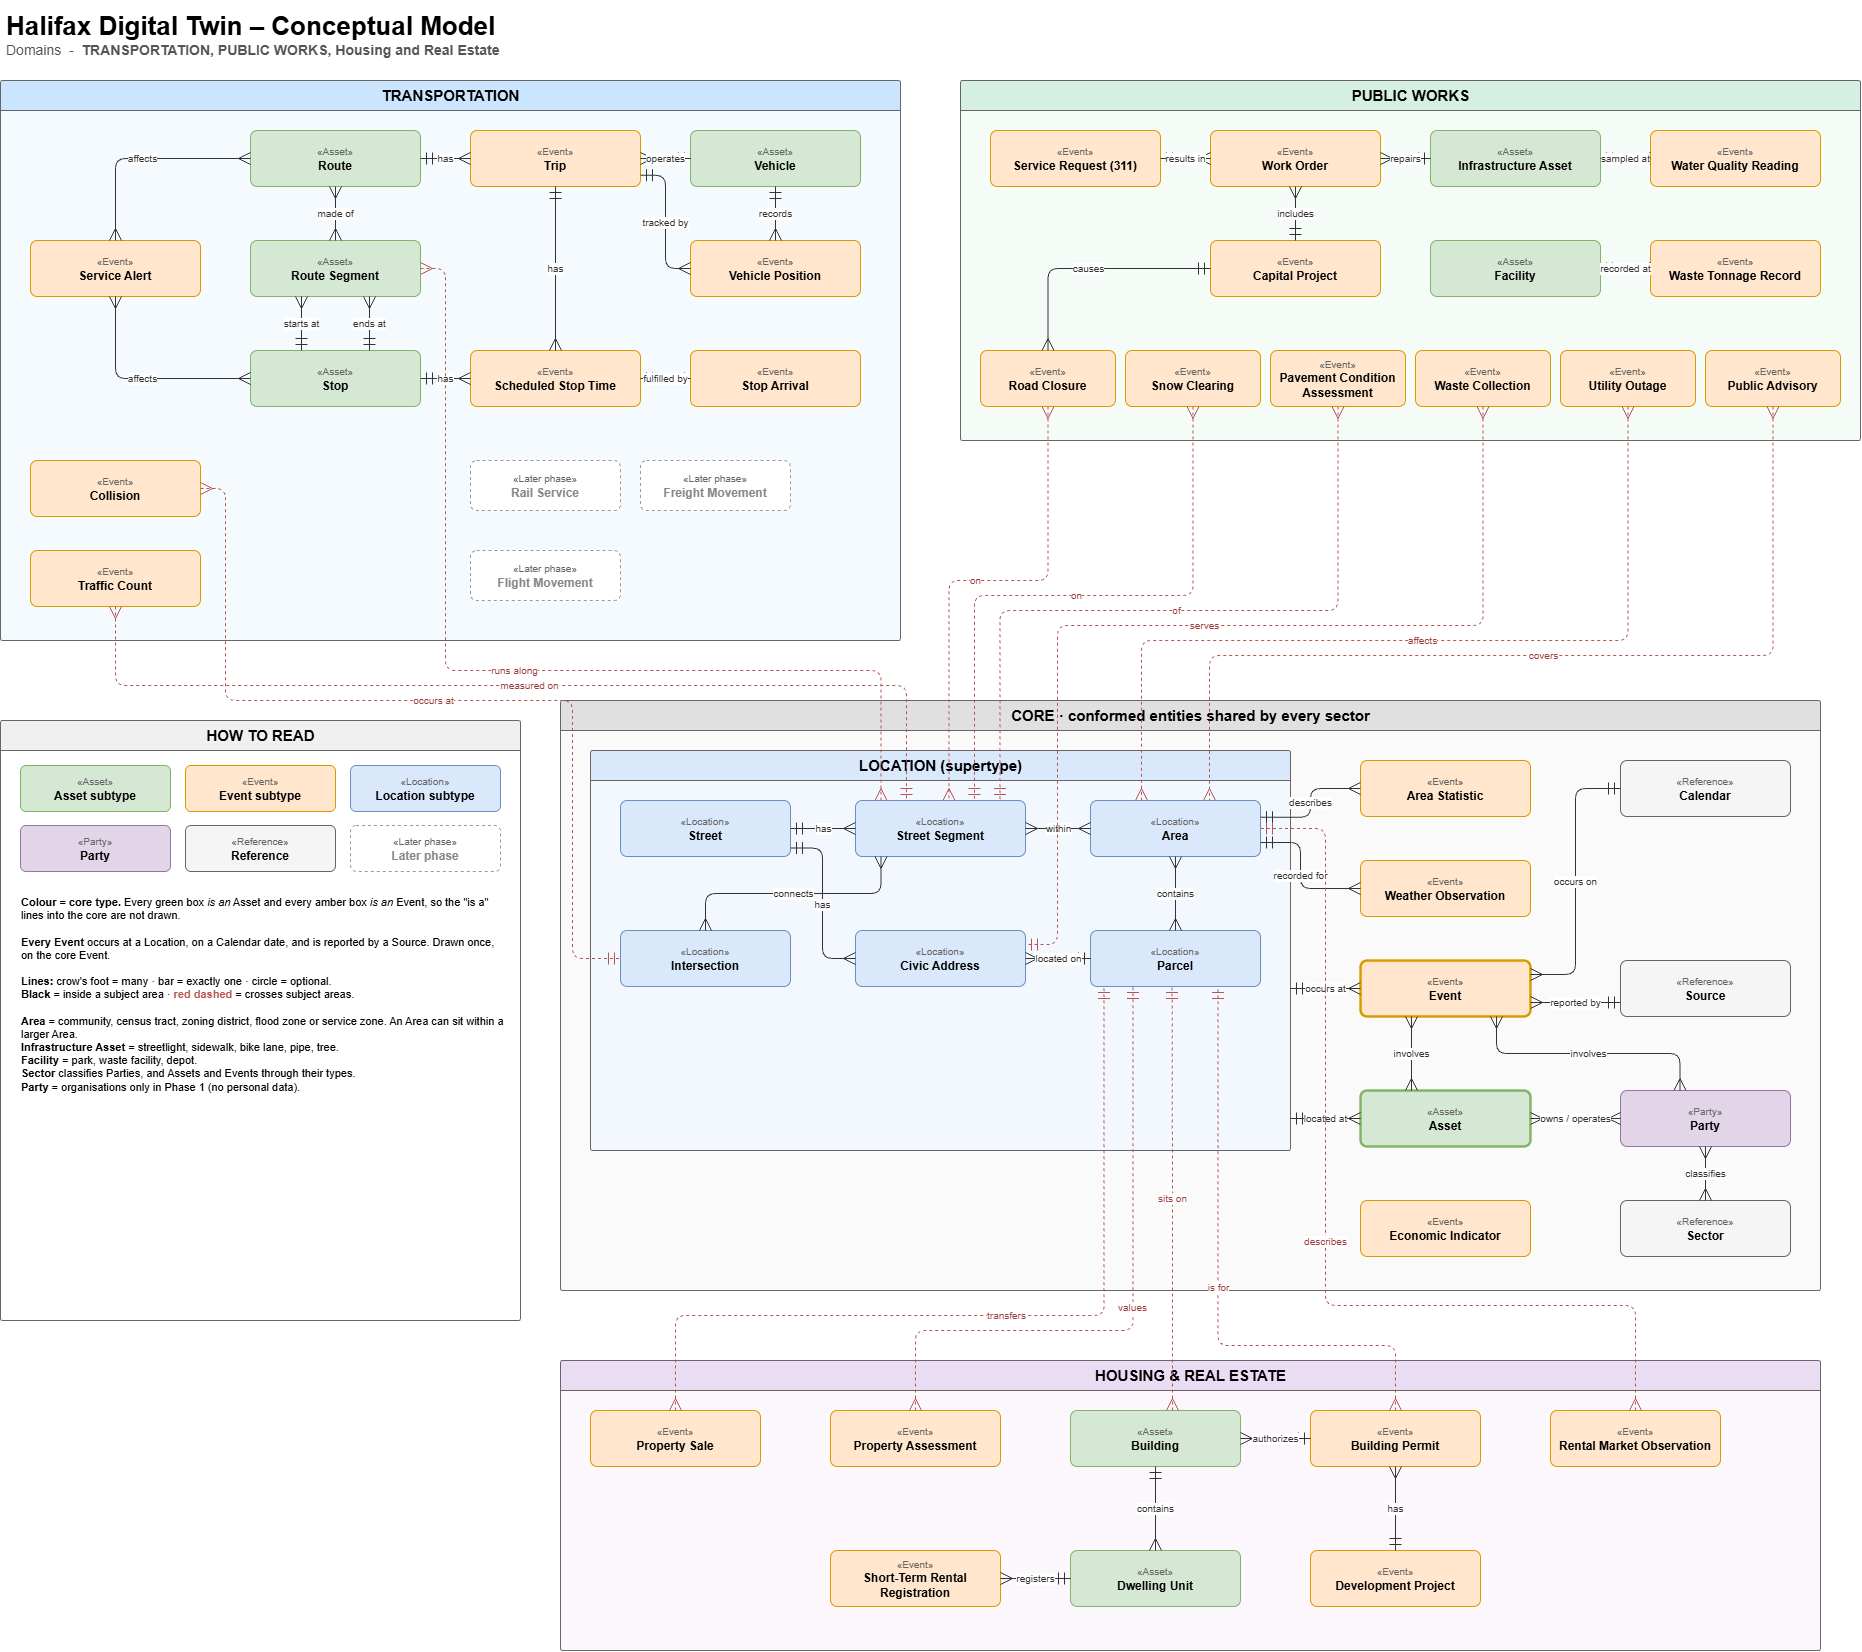 Halifax Digital Twin – Conceptual Model
Domains - TRANSPORTATION, PUBLIC WORKS, Housing and Real Estate
TRANSPORTATION
«Asset»
Route
has
«Event»
Trip
operates
«Asset»
Vehicle
affects
made of
tracked by
records
«Event»
Service Alert
«Asset»
Route Segment
has
«Event»
Vehicle Position
starts at
ends at
affects
«Asset»
Stop
has
«Event»
Scheduled Stop Time
fulfilled by
«Event»
Stop Arrival
«Event»
Collision
«Later phase»
Rail Service
«Later phase»
Freight Movement
«Event»
Traffic Count
«Later phase»
Flight Movement
PUBLIC WORKS
«Event»
Service Request (311)
results in
«Event»
Work Order
repairs
«Asset»
Infrastructure Asset
sampled at
«Event»
Water Quality Reading
includes
causes
«Event»
Capital Project
«Asset»
Facility
recorded at
«Event»
Waste Tonnage Record
«Event»
Road Closure
«Event»
Snow Clearing
«Event»
Pavement Condition
Assessment
«Event»
Waste Collection
«Event»
Utility Outage
«Event»
Public Advisory
on
on
of
serves
affects
covers
runs along
measured on
occurs at
HOW TO READ
«Asset»
Asset subtype
«Event»
Event subtype
«Location»
Location subtype
«Party»
Party
«Reference»
Reference
«Later phase»
Later phase
Colour = core type. Every green box is an Asset and every amber box is an Event, so the "is a"
lines into the core are not drawn.
Every Event occurs at a Location, on a Calendar date, and is reported by a Source. Drawn once,
on the core Event.
Lines: crow's foot = many · bar = exactly one · circle = optional.
Black = inside a subject area · red dashed = crosses subject areas.
Area = community, census tract, zoning district, flood zone or service zone. An Area can sit within a
larger Area.
Infrastructure Asset = streetlight, sidewalk, bike lane, pipe, tree.
Facility = park, waste facility, depot.
Sector classifies Parties, and Assets and Events through their types.
Party = organisations only in Phase 1 (no personal data).
CORE · conformed entities shared by every sector
LOCATION (supertype)
«Location»
Street
has
«Location»
Street Segment
within
«Location»
Area
describes
«Event»
Area Statistic
«Reference»
Calendar
connects
has
contains
recorded for
«Event»
Weather Observation
occurs on
«Location»
Intersection
«Location»
Civic Address
located on
«Location»
Parcel
occurs at
«Event»
Event
reported by
«Reference»
Source
involves
involves
located at
«Asset»
Asset
owns / operates
«Party»
Party
classifies
«Event»
Economic Indicator
«Reference»
Sector
sits on
describes
is for
transfers
values
HOUSING & REAL ESTATE
«Event»
Property Sale
«Event»
Property Assessment
«Asset»
Building
authorizes
«Event»
Building Permit
«Event»
Rental Market Observation
contains
has
«Event»
Short-Term Rental
Registration
registers
«Asset»
Dwelling Unit
«Event»
Development Project